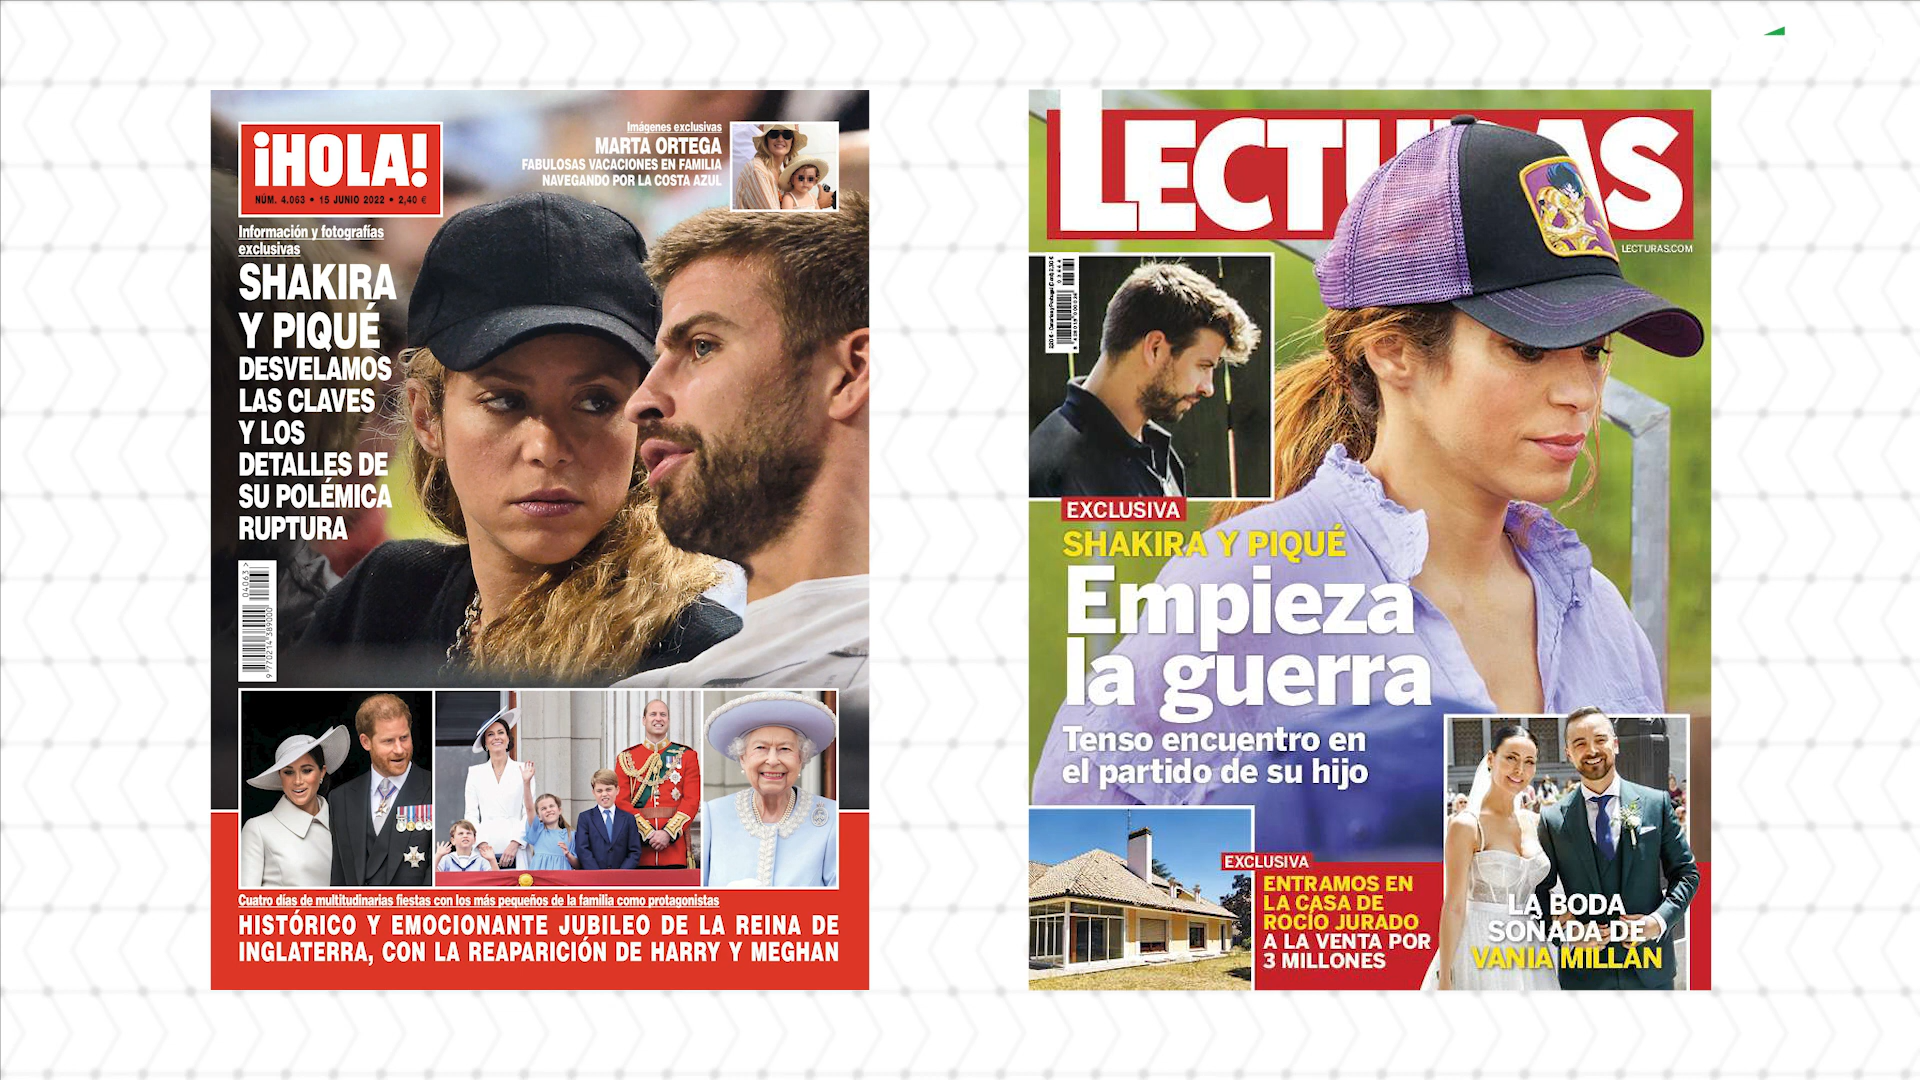 ¡HOLA!
NÚM. 4.063 • 15 JUNIO 2022 • 2,40 €
Imágenes exclusivas
MARTA ORTEGA
FABULOSAS VACACIONES EN FAMILIA
NAVEGANDO POR LA COSTA AZUL
Información y fotografías
exclusivas
SHAKIRA
Y PIQUÉ
DESVELAMOS
LAS CLAVES
Y LOS
DETALLES DE
SU POLÉMICA
RUPTURA
04063 >
9 770214 389000
Cuatro días de multitudinarias fiestas con los más pequeños de la familia como protagonistas
HISTÓRICO Y EMOCIONANTE JUBILEO DE LA REINA DE
INGLATERRA, CON LA REAPARICIÓN DE HARRY Y MEGHAN
LECTURAS
LECTURAS.COM
EXCLUSIVA
SHAKIRA Y PIQUÉ
Empieza
la guerra
Tenso encuentro en
el partido de su hijo
EXCLUSIVA
ENTRAMOS EN
LA CASA DE
ROCÍO JURADO
A LA VENTA POR
3 MILLONES
LA BODA
SOÑADA DE
VANIA MILLÁN